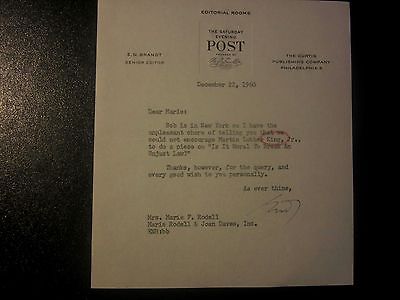 EDITORIAL ROOMS
E. N. BRANDT
SENIOR EDITOR
THE SATURDAY
EVENING
POST
THE CURTIS
PUBLISHING COMPANY
PHILADELPHIA 5
December 22, 1960
Dear Marie:
Bob is in New York so I have the
unpleasant chore of telling you that we
could not encourage Martin Luther King, Jr.,
to do a piece on "Is It Moral To Break An
Unjust Law?"
Thanks, however, for the query, and
every good wish to you personally.
As ever thine,
Mrs. Marie F. Rodell
Marie Rodell & Joan Daves, Inc.
ENB:bb